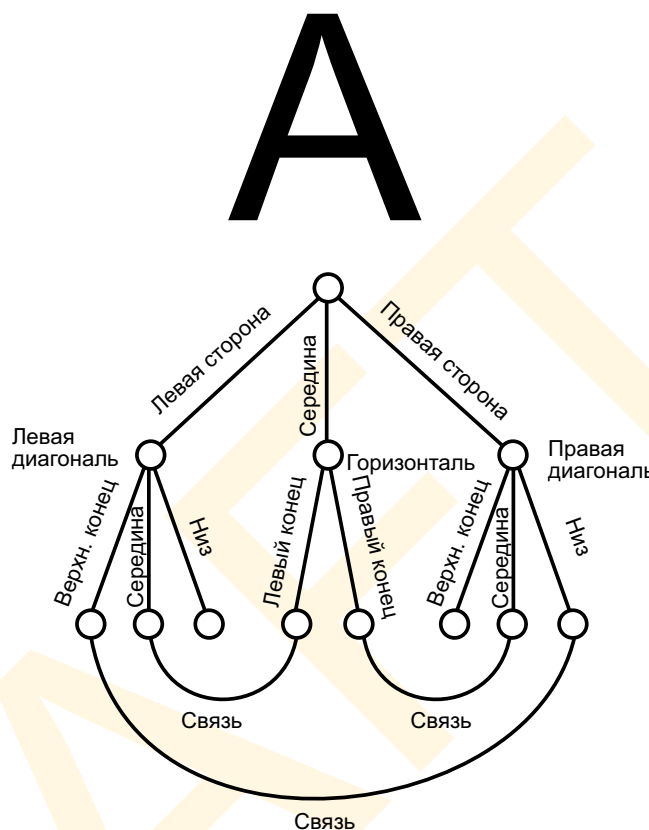 А
Левая сторона
Середина
Правая сторона
Левая
диагональ
Горизонталь
Правая
диагональ
Верхн. конец
Середина
Низ
Левый конец
Правый конец
Верхн. конец
Середина
Низ
Связь
Связь
Связь